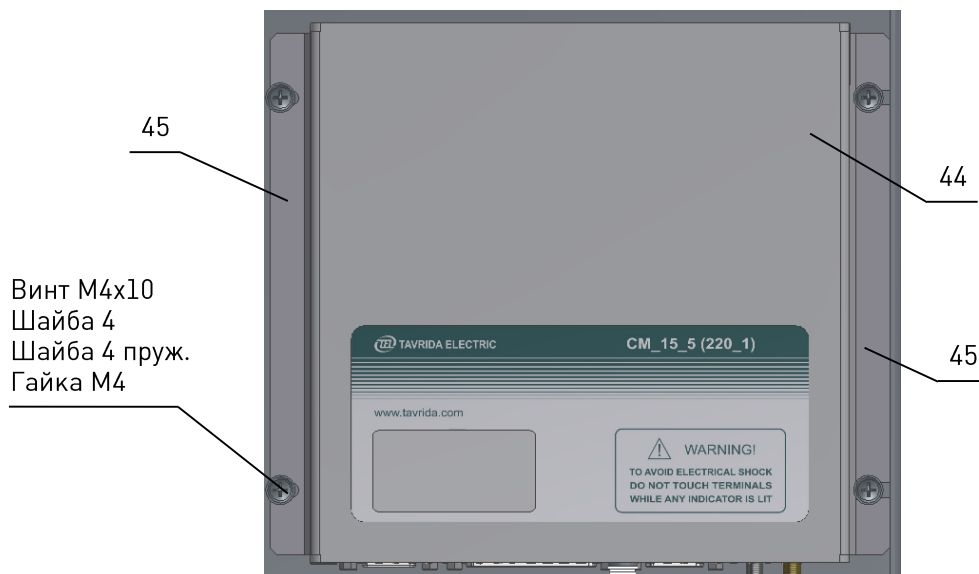 45
44
Винт М4х10
Шайба 4
Шайба 4 пруж.
Гайка М4
TEL TAVRIDA ELECTRIC
CM_15_5 (220_1)
45
www.tavrida.com
WARNING!
TO AVOID ELECTRICAL SHOCK
DO NOT TOUCH TERMINALS
WHILE ANY INDICATOR IS LIT